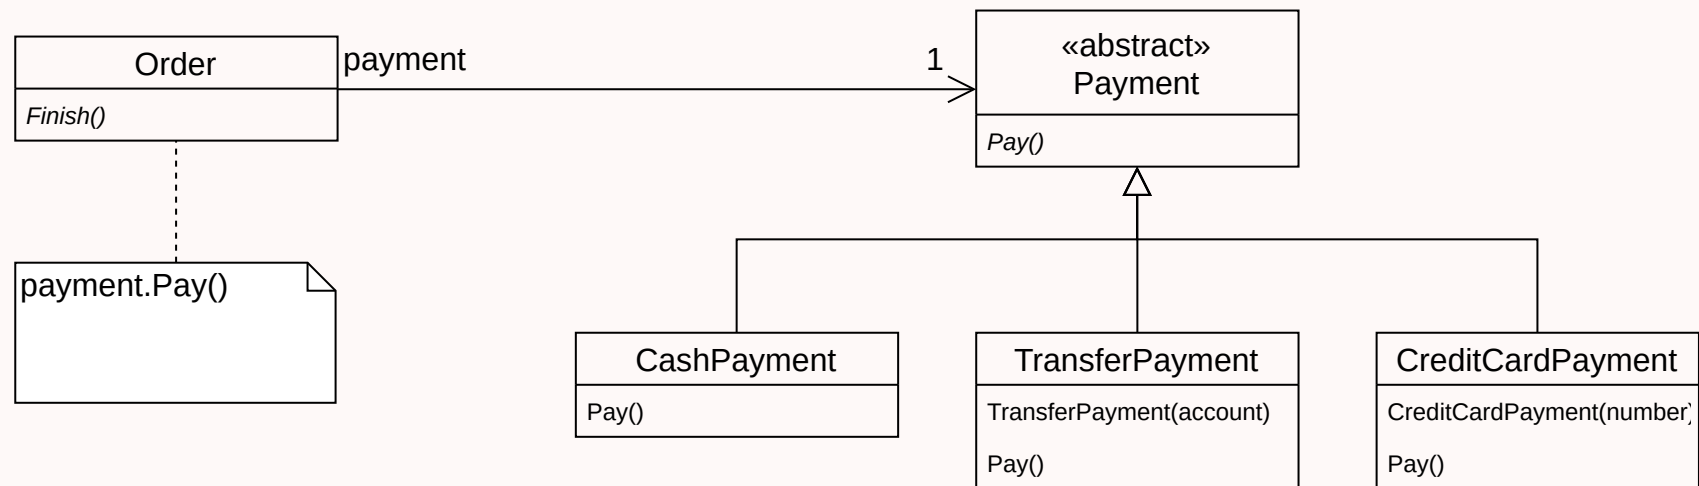 Order
Finish()
payment
1
«abstract»
Payment
Pay()
payment.Pay()
CashPayment
Pay()
TransferPayment
TransferPayment(account)
Pay()
CreditCardPayment
CreditCardPayment(number)
Pay()